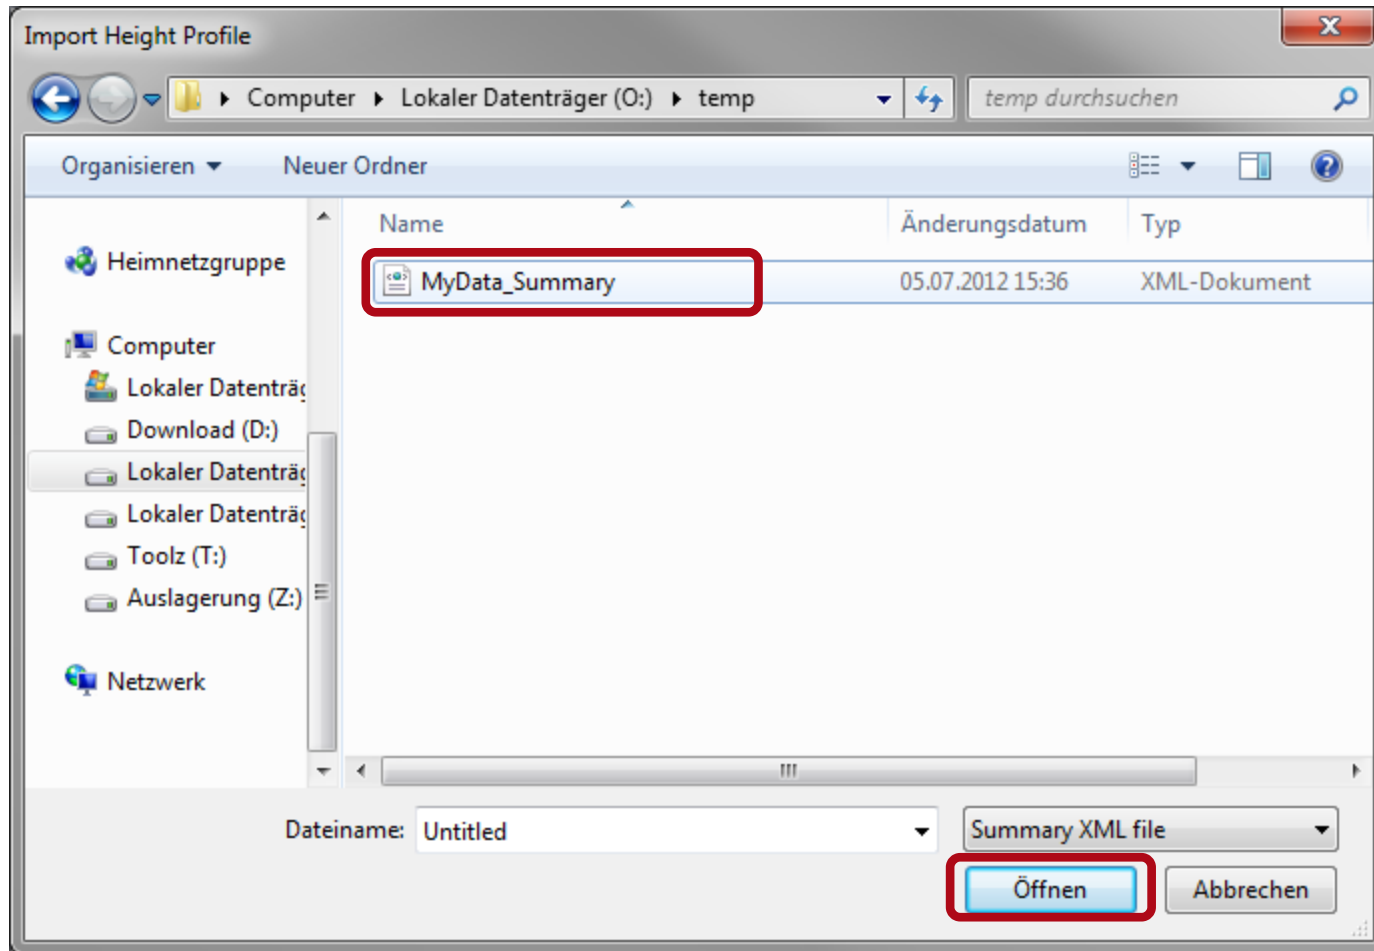 Import Height Profile
Computer Lokaler Datenträger (O:) temp temp durchsuchen
Organisieren Neuer Ordner
Name Änderungsdatum Typ
Heimnetzgruppe
MyData_Summary 05.07.2012 15:36 XML-Dokument
Computer
Lokaler Datenträg
Download (D:)
Lokaler Datenträg
Lokaler Datenträg
Toolz (T:)
Auslagerung (Z:)
Netzwerk
Dateiname: Untitled Summary XML file
Öffnen Abbrechen